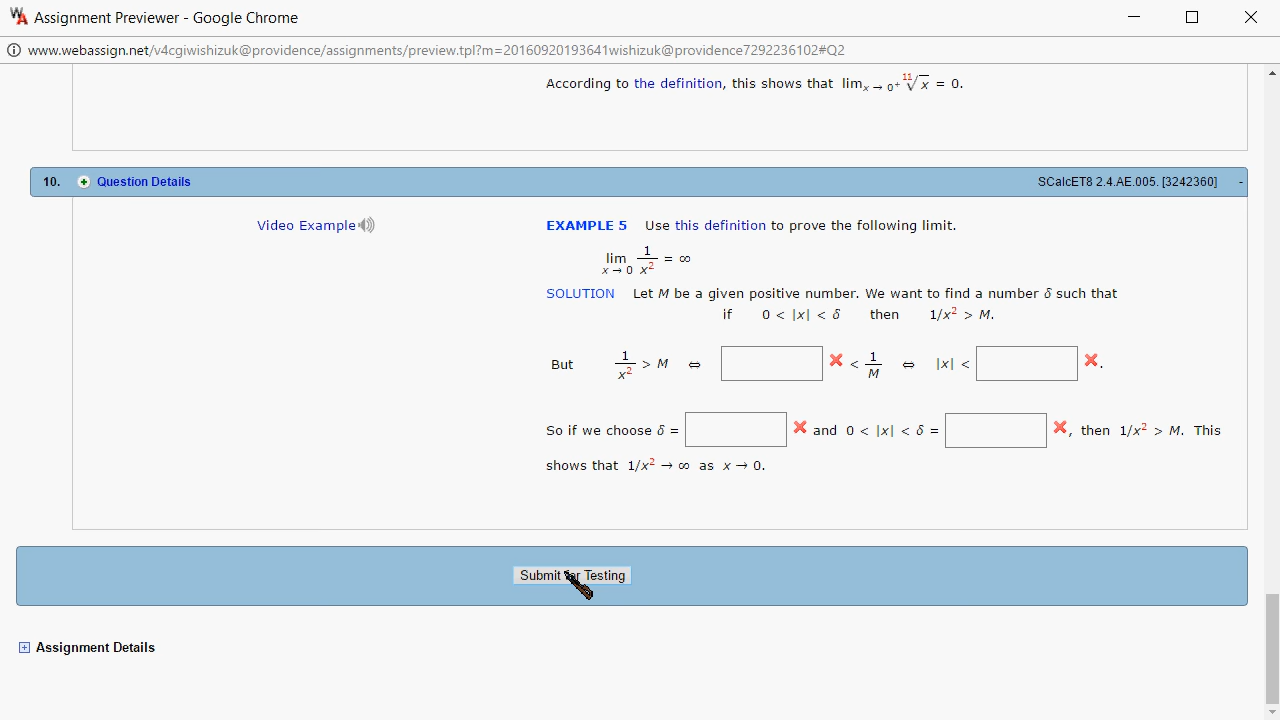 Assignment Previewer - Google Chrome
www.webassign.net/v4cgiwishizuk@providence/assignments/preview.tpl?m=20160920193641wishizuk@providence7292236102#Q2
According to the definition, this shows that lim x → 0⁺ ¹¹√x = 0.
10. Question Details SCalcET8 2.4.AE.005. [3242360] -
Video Example EXAMPLE 5 Use this definition to prove the following limit.
lim x → 0 1/x² = ∞
SOLUTION Let M be a given positive number. We want to find a number δ such that
if 0 < |x| < δ then 1/x² > M.
But 1/x² > M ⇔ < 1/M ⇔ |x| < .
So if we choose δ = and 0 < |x| < δ = , then 1/x² > M. This
shows that 1/x² → ∞ as x → 0.
Submit for Testing
Assignment Details